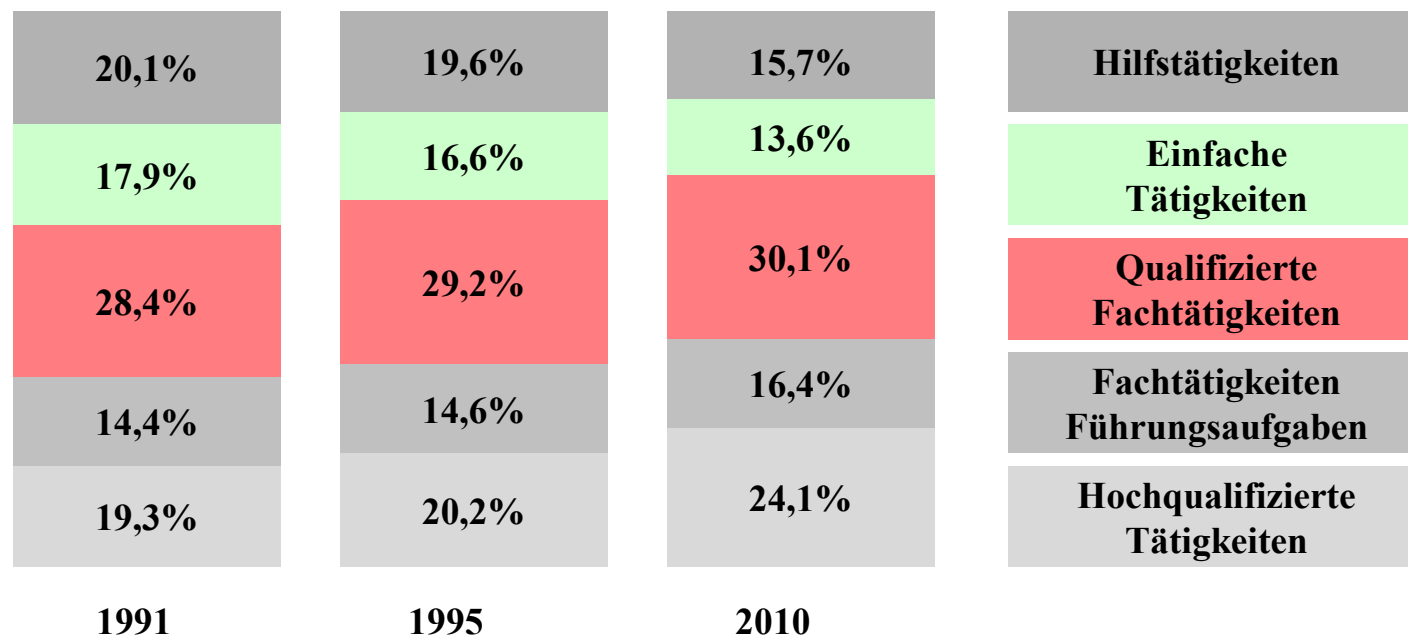 20,1%
19,6%
15,7%
Hilfstätigkeiten
17,9%
16,6%
13,6%
Einfache
Tätigkeiten
28,4%
29,2%
30,1%
Qualifizierte
Fachtätigkeiten
14,4%
14,6%
16,4%
Fachtätigkeiten
Führungsaufgaben
19,3%
20,2%
24,1%
Hochqualifizierte
Tätigkeiten
1991
1995
2010